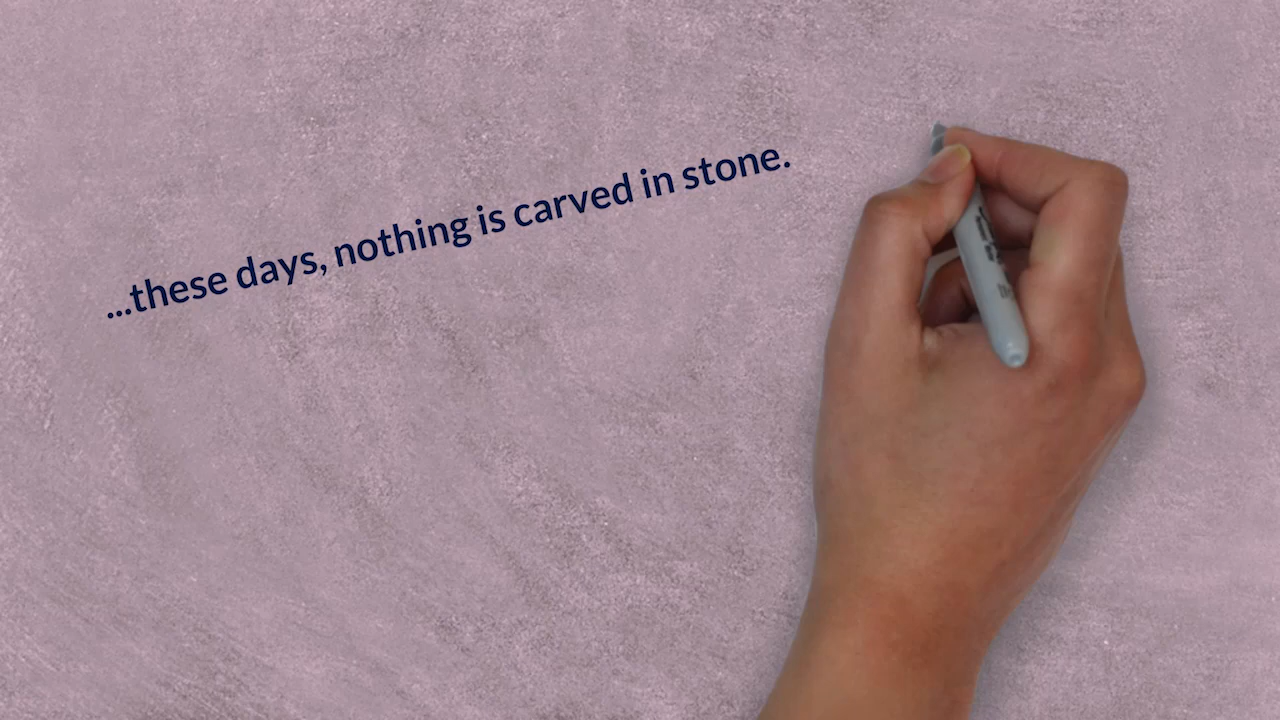 ...these days, nothing is carved in stone.